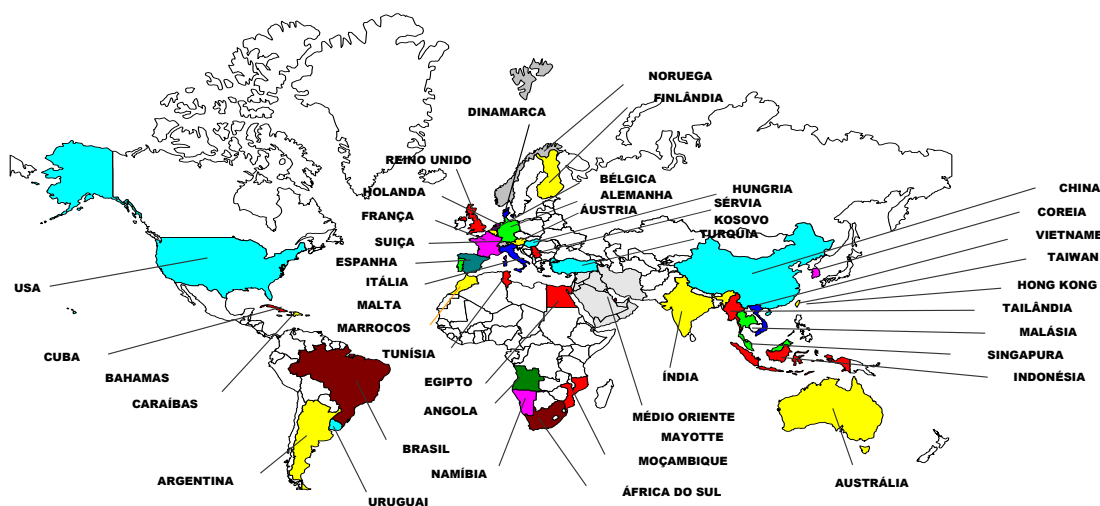 NORUEGA
FINLÂNDIA
DINAMARCA
REINO UNIDO
HOLANDA
FRANÇA
SUIÇA
ESPANHA
ITÁLIA
MALTA
MARROCOS
TUNÍSIA
EGIPTO
ANGOLA
NAMÍBIA
BÉLGICA
ALEMANHA
ÁUSTRIA
HUNGRIA
SÉRVIA
KOSOVO
TURQÜIA
CHINA
COREIA
VIETNAME
TAIWAN
HONG KONG
TAILÂNDIA
MALÁSIA
SINGAPURA
INDONÉSIA
ÍNDIA
MÉDIO ORIENTE
MAYOTTE
MOÇAMBIQUE
ÁFRICA DO SUL
AUSTRÁLIA
USA
CUBA
BAHAMAS
CARAÍBAS
BRASIL
ARGENTINA
URUGUAI